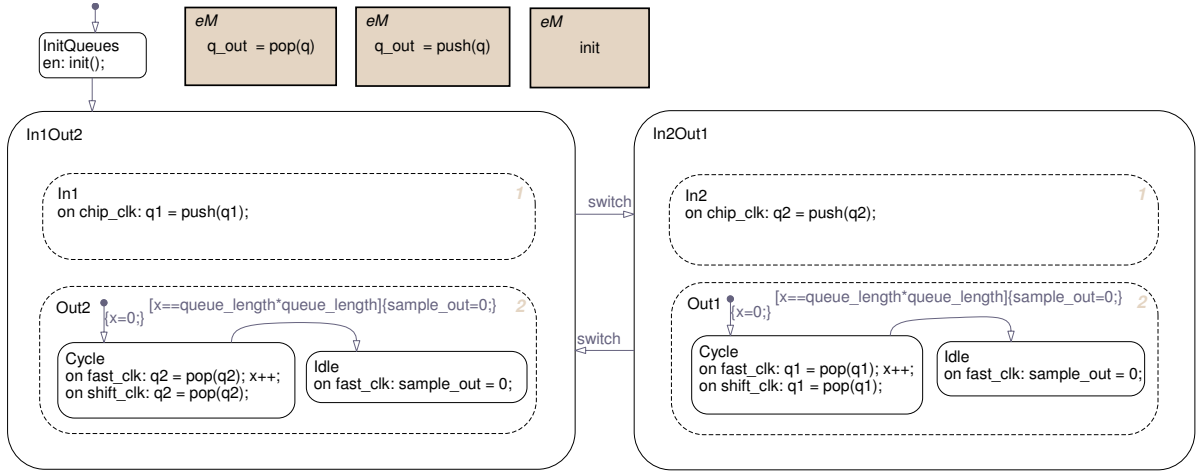 InitQueues
en: init();
eM
q_out = pop(q)
eM
q_out = push(q)
eM
init
In1Out2
In1
on chip_clk: q1 = push(q1);
1
Out2
{x=0;}
[x==queue_length*queue_length]{sample_out=0;}
2
Cycle
on fast_clk: q2 = pop(q2); x++;
on shift_clk: q2 = pop(q2);
Idle
on fast_clk: sample_out = 0;
switch
switch
In2Out1
In2
on chip_clk: q2 = push(q2);
1
Out1
{x=0;}
[x==queue_length*queue_length]{sample_out=0;}
2
Cycle
on fast_clk: q1 = pop(q1); x++;
on shift_clk: q1 = pop(q1);
Idle
on fast_clk: sample_out = 0;